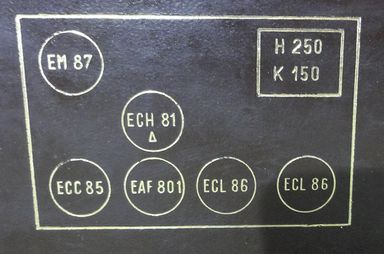 EM 87
H 250
K 150
ECH 81
Δ
ECC 85
EAF 801
ECL 86
ECL 86